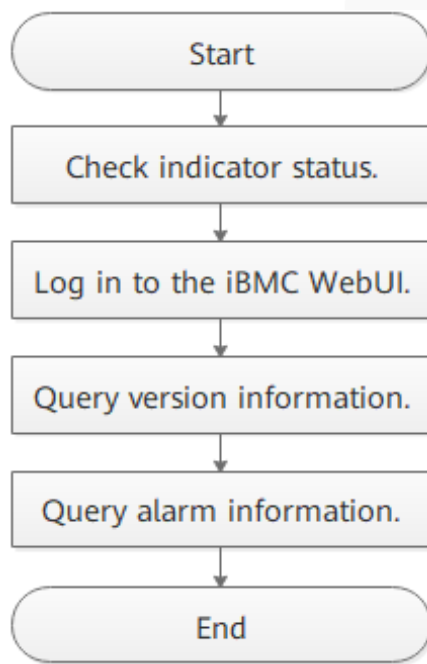 Start
Check indicator status.
Log in to the iBMC WebUI.
Query version information.
Query alarm information.
End